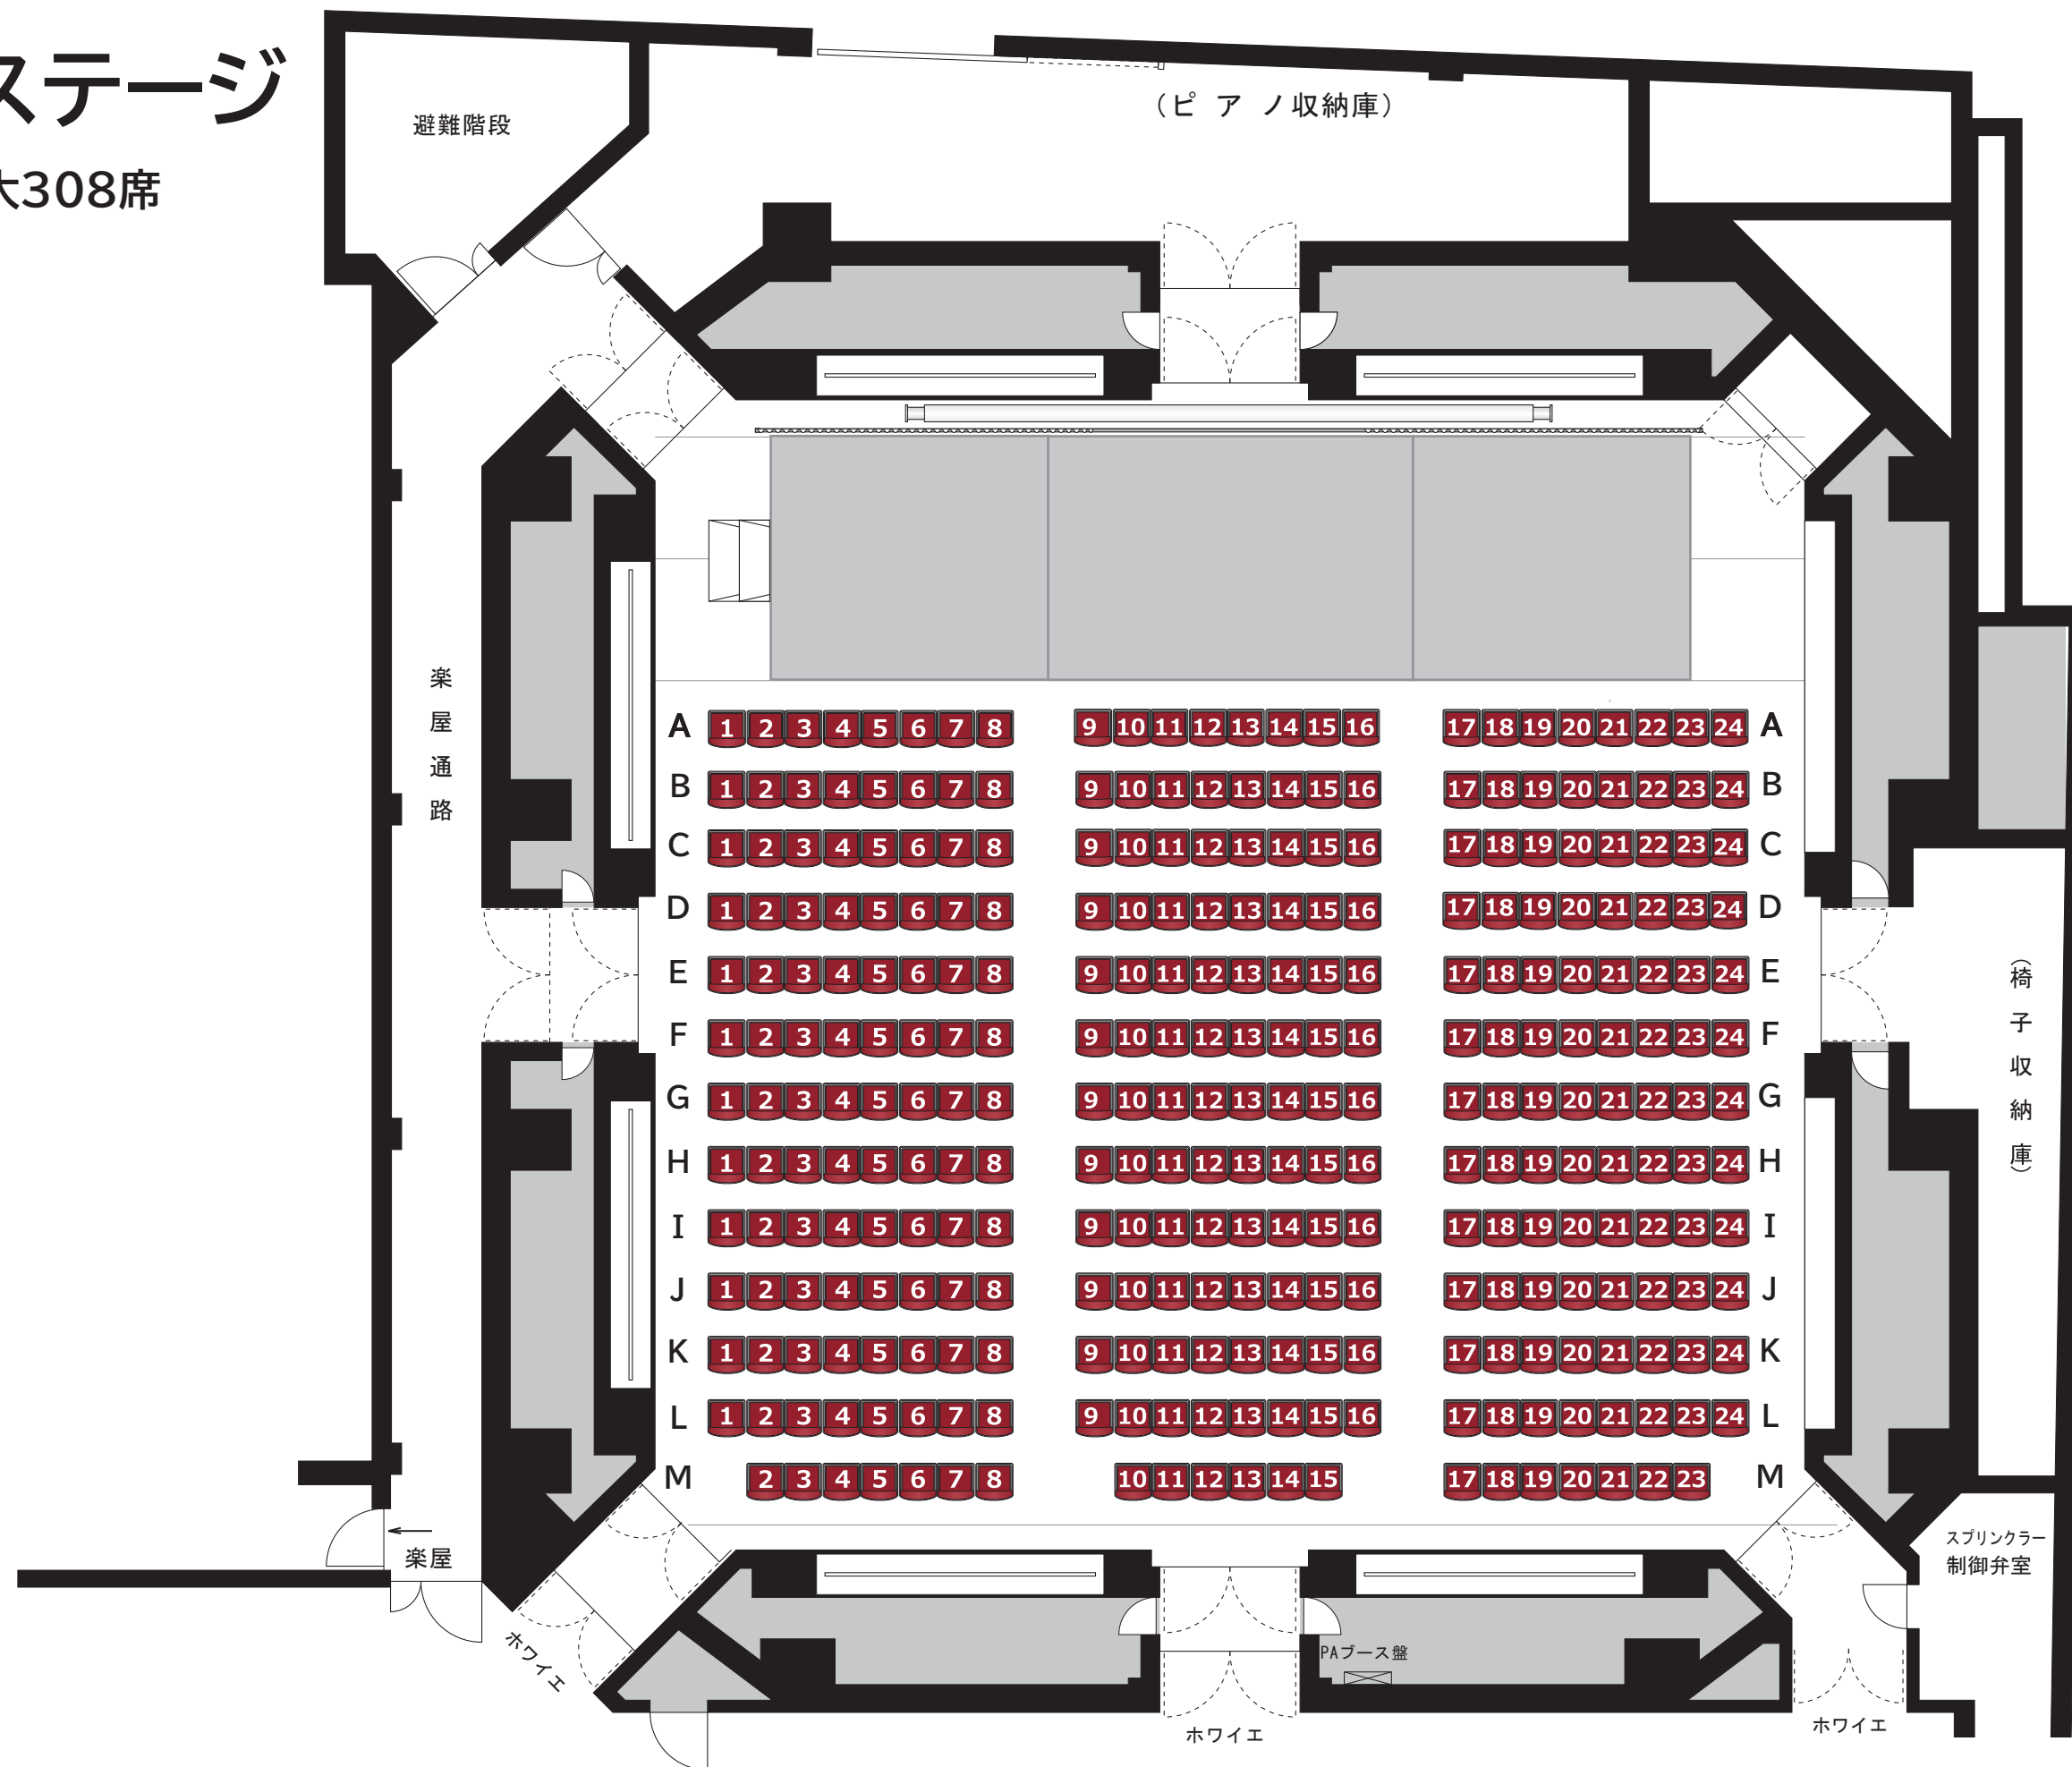 ステージ
大308席
避難階段
（ピアノ収納庫）
楽屋通路
A 1 2 3 4 5 6 7 8 9 10 11 12 13 14 15 16 17 18 19 20 21 22 23 24 A
B 1 2 3 4 5 6 7 8 9 10 11 12 13 14 15 16 17 18 19 20 21 22 23 24 B
C 1 2 3 4 5 6 7 8 9 10 11 12 13 14 15 16 17 18 19 20 21 22 23 24 C
D 1 2 3 4 5 6 7 8 9 10 11 12 13 14 15 16 17 18 19 20 21 22 23 24 D
E 1 2 3 4 5 6 7 8 9 10 11 12 13 14 15 16 17 18 19 20 21 22 23 24 E
F 1 2 3 4 5 6 7 8 9 10 11 12 13 14 15 16 17 18 19 20 21 22 23 24 F
G 1 2 3 4 5 6 7 8 9 10 11 12 13 14 15 16 17 18 19 20 21 22 23 24 G
H 1 2 3 4 5 6 7 8 9 10 11 12 13 14 15 16 17 18 19 20 21 22 23 24 H
I 1 2 3 4 5 6 7 8 9 10 11 12 13 14 15 16 17 18 19 20 21 22 23 24 I
J 1 2 3 4 5 6 7 8 9 10 11 12 13 14 15 16 17 18 19 20 21 22 23 24 J
K 1 2 3 4 5 6 7 8 9 10 11 12 13 14 15 16 17 18 19 20 21 22 23 24 K
L 1 2 3 4 5 6 7 8 9 10 11 12 13 14 15 16 17 18 19 20 21 22 23 24 L
M 2 3 4 5 6 7 8 10 11 12 13 14 15 17 18 19 20 21 22 23 M
（椅子収納庫）
楽屋
スプリンクラー
制御弁室
ホワイエ
PAブース盤
ホワイエ
ホワイエ